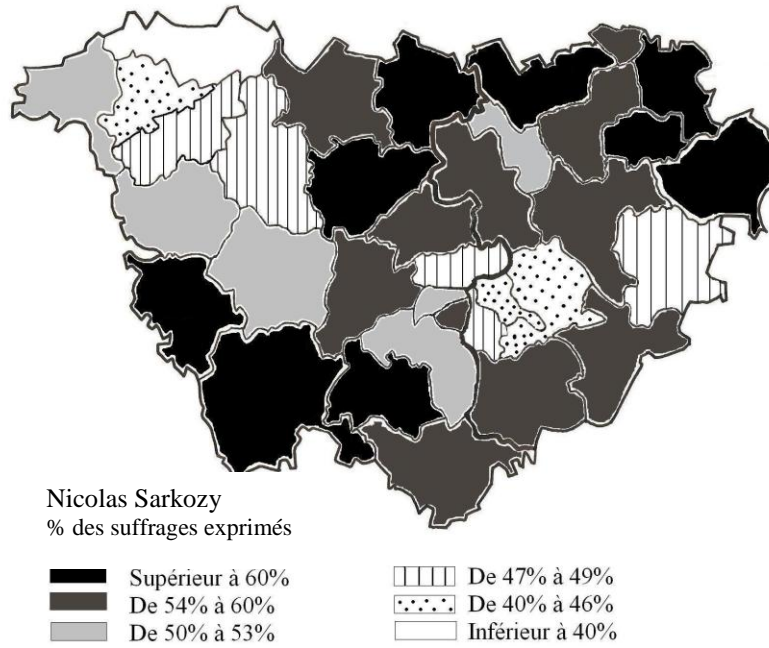 Nicolas Sarkozy
% des suffrages exprimés
Supérieur à 60%
De 54% à 60%
De 50% à 53%
De 47% à 49%
De 40% à 46%
Inférieur à 40%